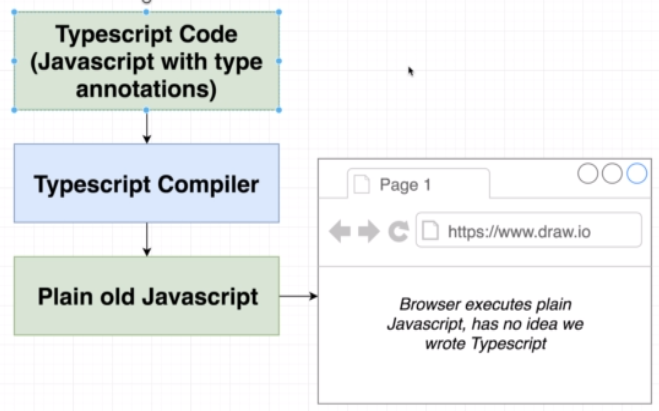 Typescript Code
(Javascript with type
annotations)
Typescript Compiler
Plain old Javascript
Page 1
https://www.draw.io
Browser executes plain
Javascript, has no idea we
wrote Typescript